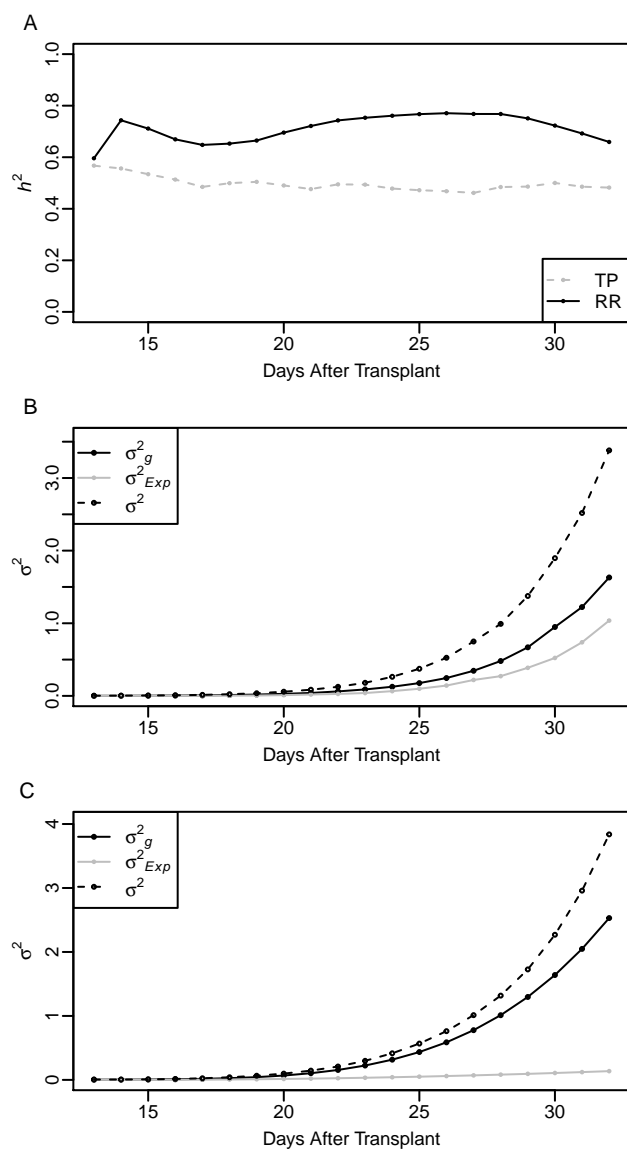 A
h²
0.0 0.2 0.4 0.6 0.8 1.0
TP
RR
15 20 25 30
Days After Transplant
B
σ²g
σ²Exp
σ²
σ²
0.0 1.0 2.0 3.0
15 20 25 30
Days After Transplant
C
σ²g
σ²Exp
σ²
σ²
0 1 2 3 4
15 20 25 30
Days After Transplant